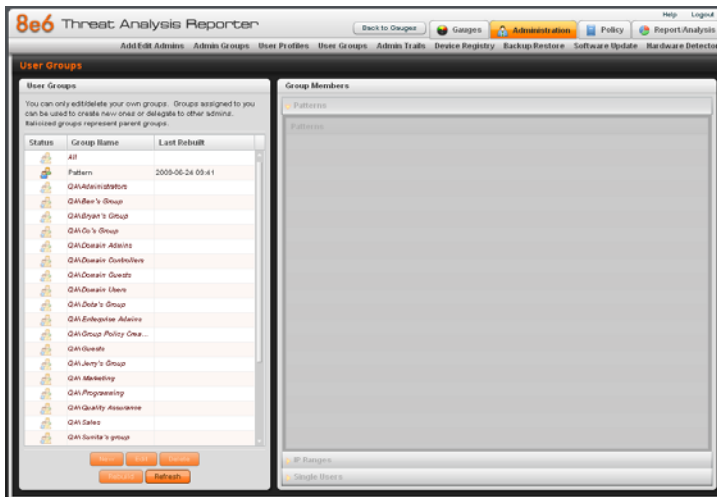 8e6 Threat Analysis Reporter
Help Logout
Back to Gauges Gauges Administration Policy Report/Analysis
Add/Edit Admins Admin Groups User Profiles User Groups Admin Trails Device Registry Backup/Restore Software Update Hardware Detector
User Groups
User Groups
You can only edit/delete your own groups. Groups assigned to you
can be used to create new ones or delegate to other admins.
Italicized groups represent parent groups.
Status Group Name Last Rebuilt
All
Pattern 2009-06-24 09:41
QA\Administrators
QA\Ben's Group
QA\Bryan's Group
QA\Co's Group
QA\Domain Admins
QA\Domain Controllers
QA\Domain Guests
QA\Domain Users
QA\Dota's Group
QA\Enterprise Admins
QA\Group Policy Crea...
QA\Guests
QA\Jerry's Group
QA\Marketing
QA\Programming
QA\Quality Assurance
QA\Sales
QA\Sunita's group
New Edit Delete
Rebuild Refresh
Group Members
Patterns
Patterns
IP Ranges
Single Users